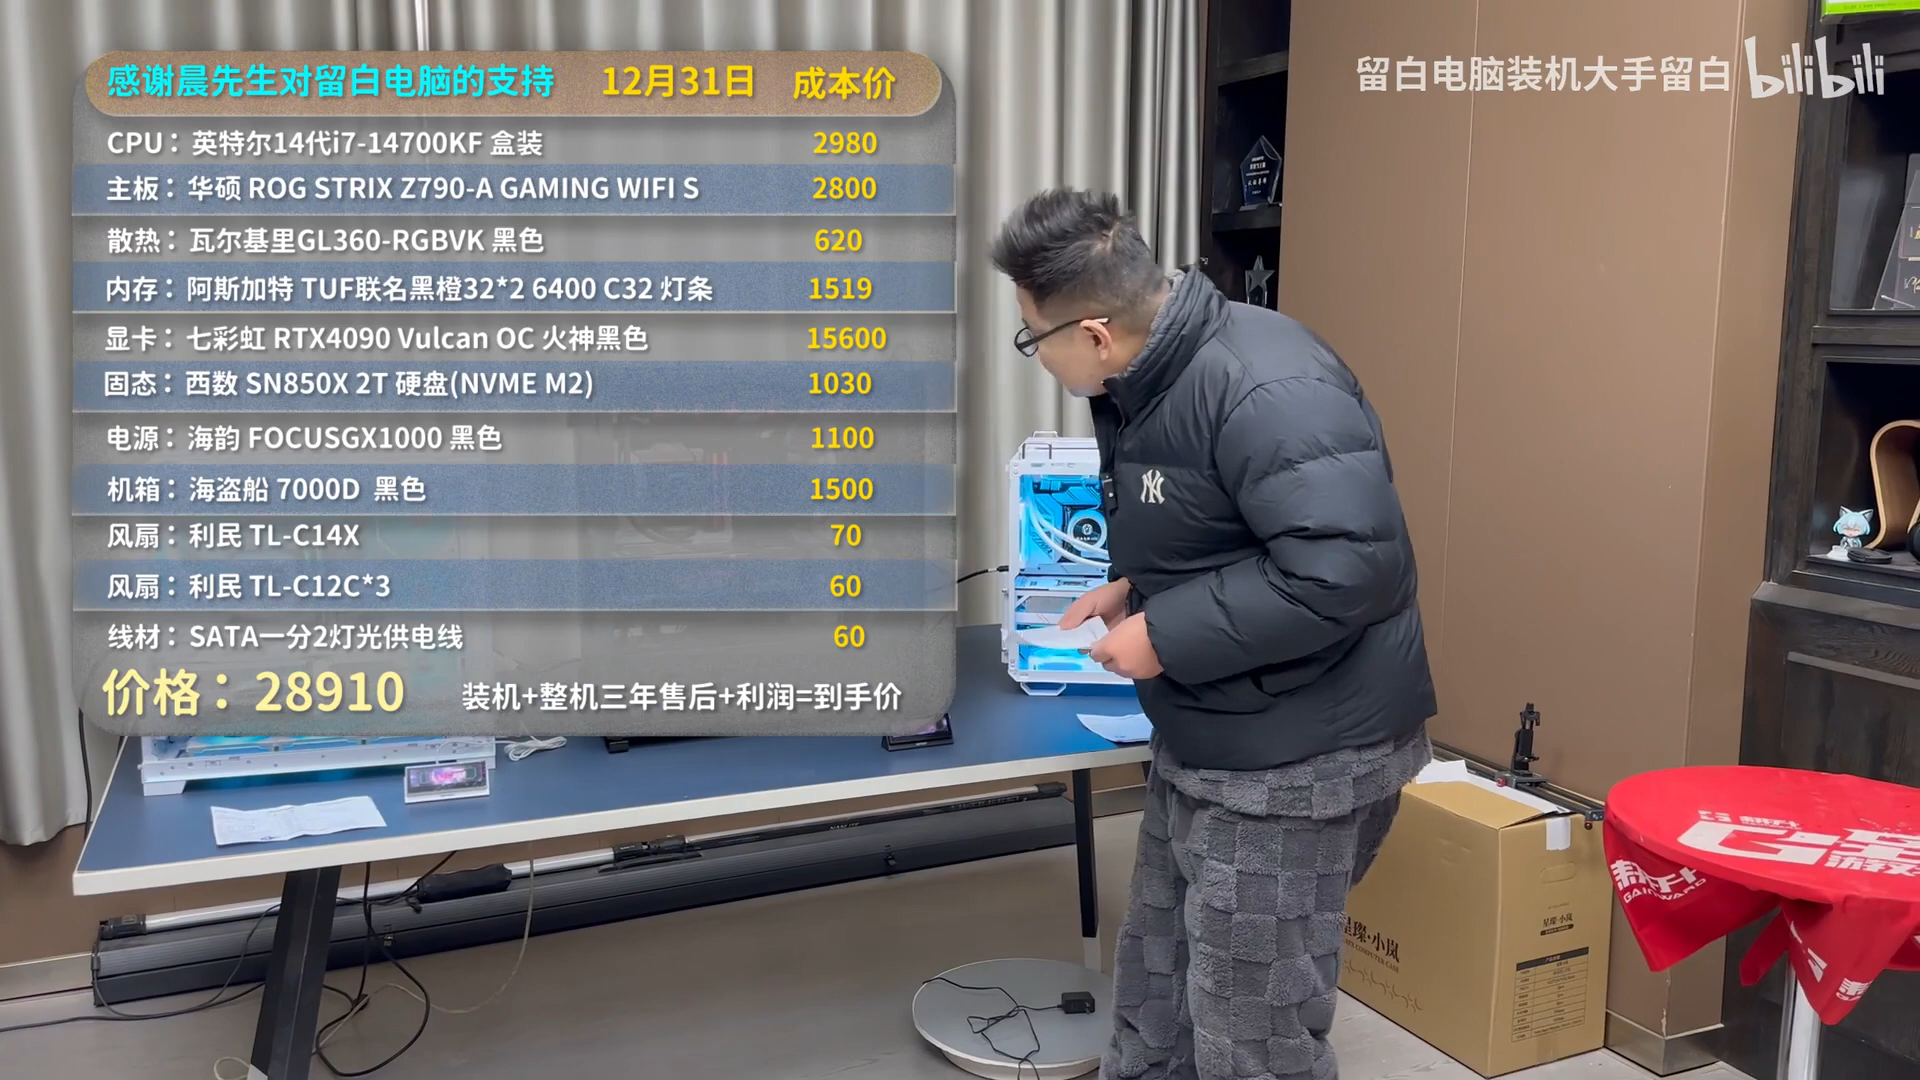 感谢晨先生对留白电脑的支持 12月31日 成本价
CPU：英特尔14代i7-14700KF 盒装 2980
主板：华硕 ROG STRIX Z790-A GAMING WIFI S 2800
散热：瓦尔基里GL360-RGBVK 黑色 620
内存：阿斯加特 TUF联名黑橙32*2 6400 C32 灯条 1519
显卡：七彩虹 RTX4090 Vulcan OC 火神黑色 15600
固态：西数 SN850X 2T 硬盘(NVME M2) 1030
电源：海韵 FOCUSGX1000 黑色 1100
机箱：海盗船 7000D 黑色 1500
风扇：利民 TL-C14X 70
风扇：利民 TL-C12C*3 60
线材：SATA一分2灯光供电线 60
价格：28910 装机+整机三年售后+利润=到手价
留白电脑装机大手留白 bilibili
NY
星璨·小岚
星璨·小岚